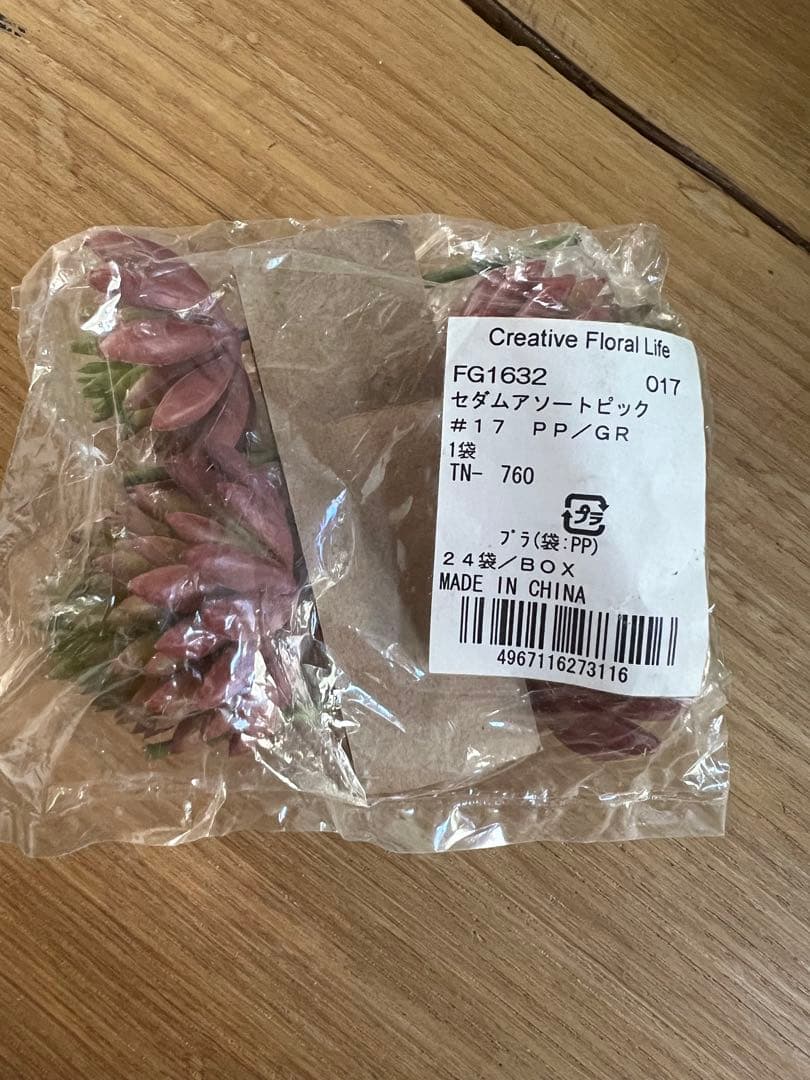 Creative Floral Life
FG1632 017
セダムアソートピック
#17 PP/GR
1袋
TN- 760
プラ
プラ(袋:PP)
24袋/BOX
MADE IN CHINA
4967116273116